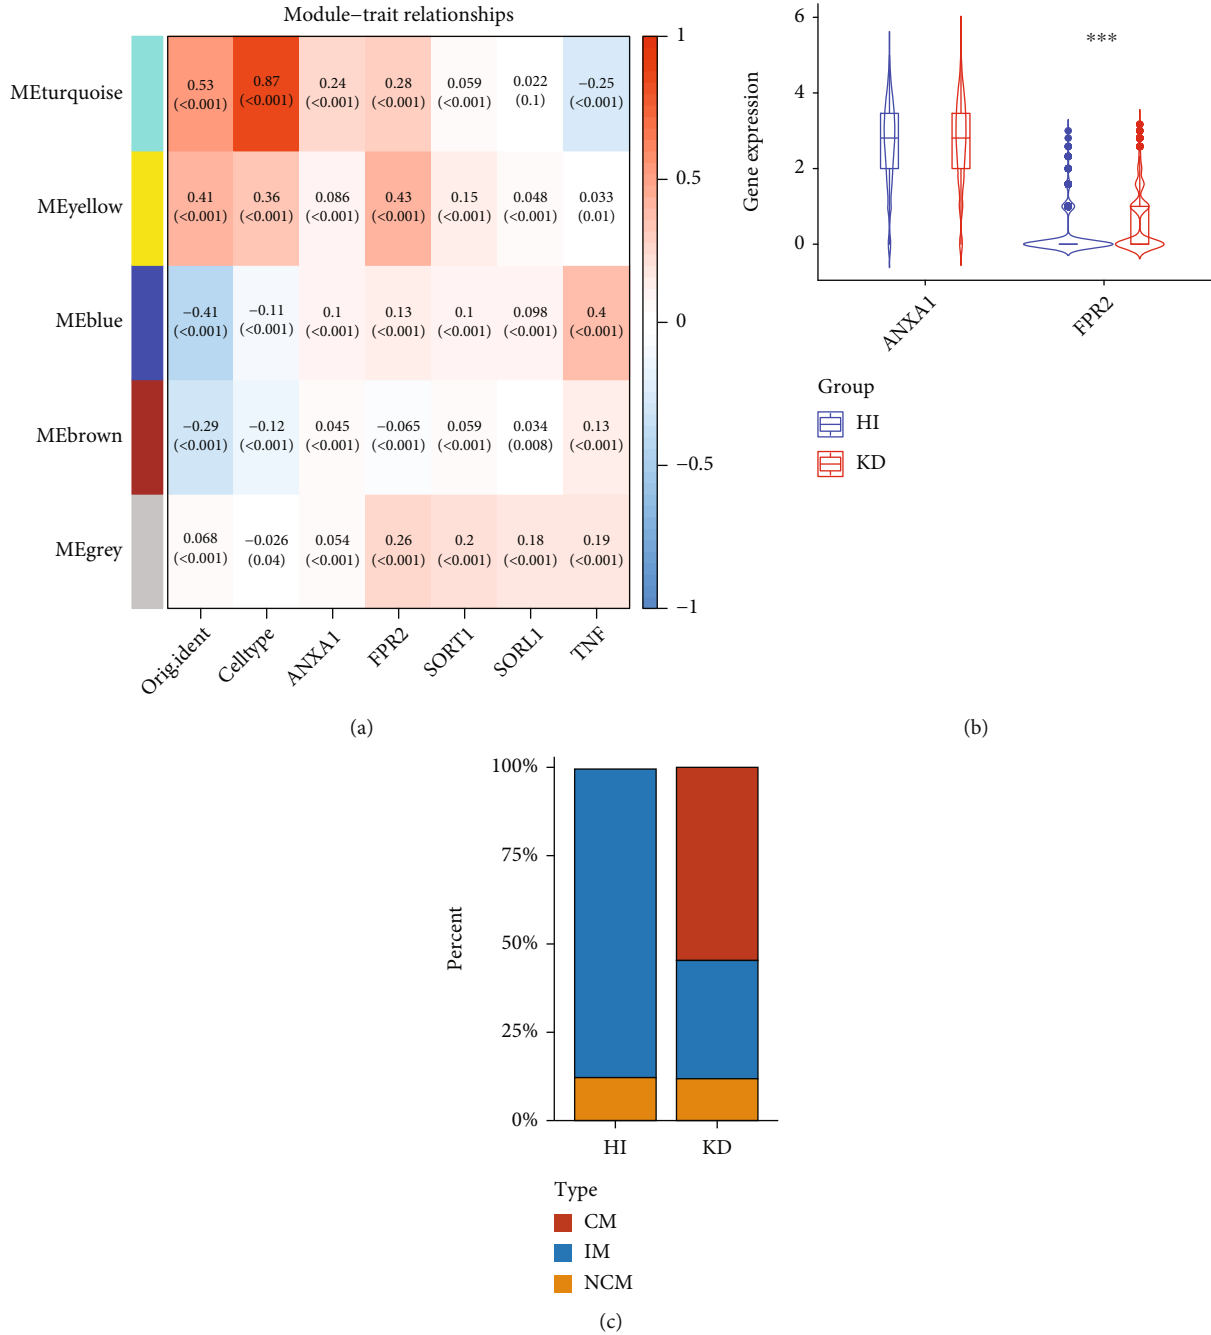 Module−trait relationships
MEturquoise
0.53 0.87 0.24 0.28 0.059 0.022 −0.25
(<0.001) (<0.001) (<0.001) (<0.001) (<0.001) (0.1) (<0.001)
MEyellow
0.41 0.36 0.086 0.43 0.15 0.048 0.033
(<0.001) (<0.001) (<0.001) (<0.001) (<0.001) (<0.001) (0.01)
MEblue
−0.41 −0.11 0.1 0.13 0.1 0.098 0.4
(<0.001) (<0.001) (<0.001) (<0.001) (<0.001) (<0.001) (<0.001)
MEbrown
−0.29 −0.12 0.045 −0.065 0.059 0.034 0.13
(<0.001) (<0.001) (<0.001) (<0.001) (<0.001) (0.008) (<0.001)
MEgrey
0.068 −0.026 0.054 0.26 0.2 0.18 0.19
(<0.001) (0.04) (<0.001) (<0.001) (<0.001) (<0.001) (<0.001)
Orig.ident Celltype ANXA1 FPR2 SORT1 SORL1 TNF
1
0.5
0
−0.5
−1
(a)
Gene expression
6
4
2
0
***
ANXA1 FPR2
Group
HI
KD
(b)
Percent
100%
75%
50%
25%
0%
HI KD
Type
CM
IM
NCM
(c)